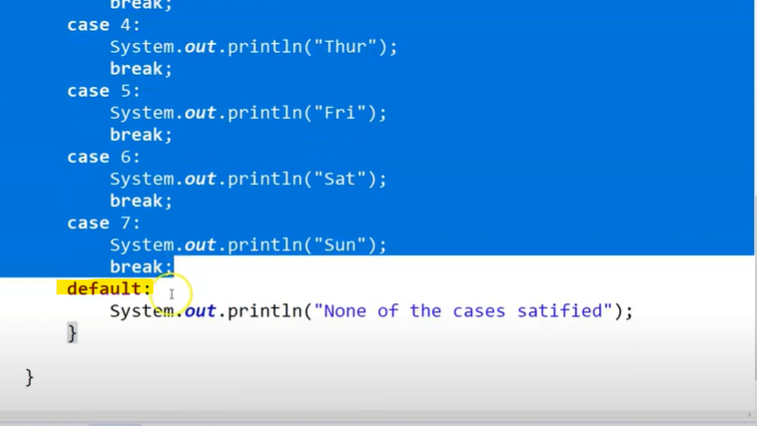 break;
case 4:
System.out.println("Thur");
break;
case 5:
System.out.println("Fri");
break;
case 6:
System.out.println("Sat");
break;
case 7:
System.out.println("Sun");
break;
default:
System.out.println("None of the cases satified");
}
}